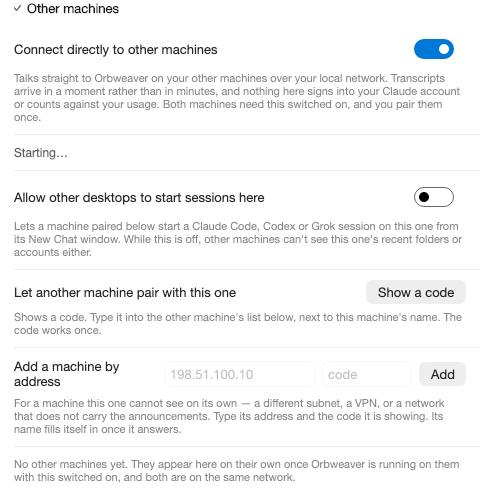 Other machines
Connect directly to other machines
Talks straight to Orbweaver on your other machines over your local network. Transcripts
arrive in a moment rather than in minutes, and nothing here signs into your Claude account
or counts against your usage. Both machines need this switched on, and you pair them
once.
Starting...
Allow other desktops to start sessions here
Lets a machine paired below start a Claude Code, Codex or Grok session on this one from
its New Chat window. While this is off, other machines can't see this one's recent folders or
accounts either.
Let another machine pair with this one
Show a code
Shows a code. Type it into the other machine's list below, next to this machine's name. The
code works once.
Add a machine by
address
198.51.100.10
code
Add
For a machine this one cannot see on its own — a different subnet, a VPN, or a network
that does not carry the announcements. Type its address and the code it is showing. Its
name fills itself in once it answers.
No other machines yet. They appear here on their own once Orbweaver is running on them
with this switched on, and both are on the same network.